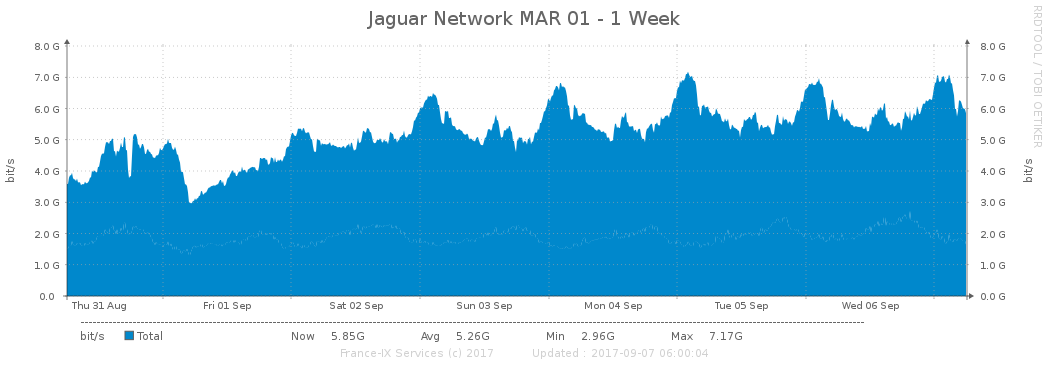 Jaguar Network MAR 01 - 1 Week
RRDTOOL / TOBI OETIKER
bit/s
bit/s
8.0 G 8.0 G
7.0 G 7.0 G
6.0 G 6.0 G
5.0 G 5.0 G
4.0 G 4.0 G
3.0 G 3.0 G
2.0 G 2.0 G
1.0 G 1.0 G
0.0 0.0 G
Thu 31 Aug Fri 01 Sep Sat 02 Sep Sun 03 Sep Mon 04 Sep Tue 05 Sep Wed 06 Sep
bit/s Total Now 5.85G Avg 5.26G Min 2.96G Max 7.17G
France-IX Services (c) 2017 Updated : 2017-09-07 06:00:04